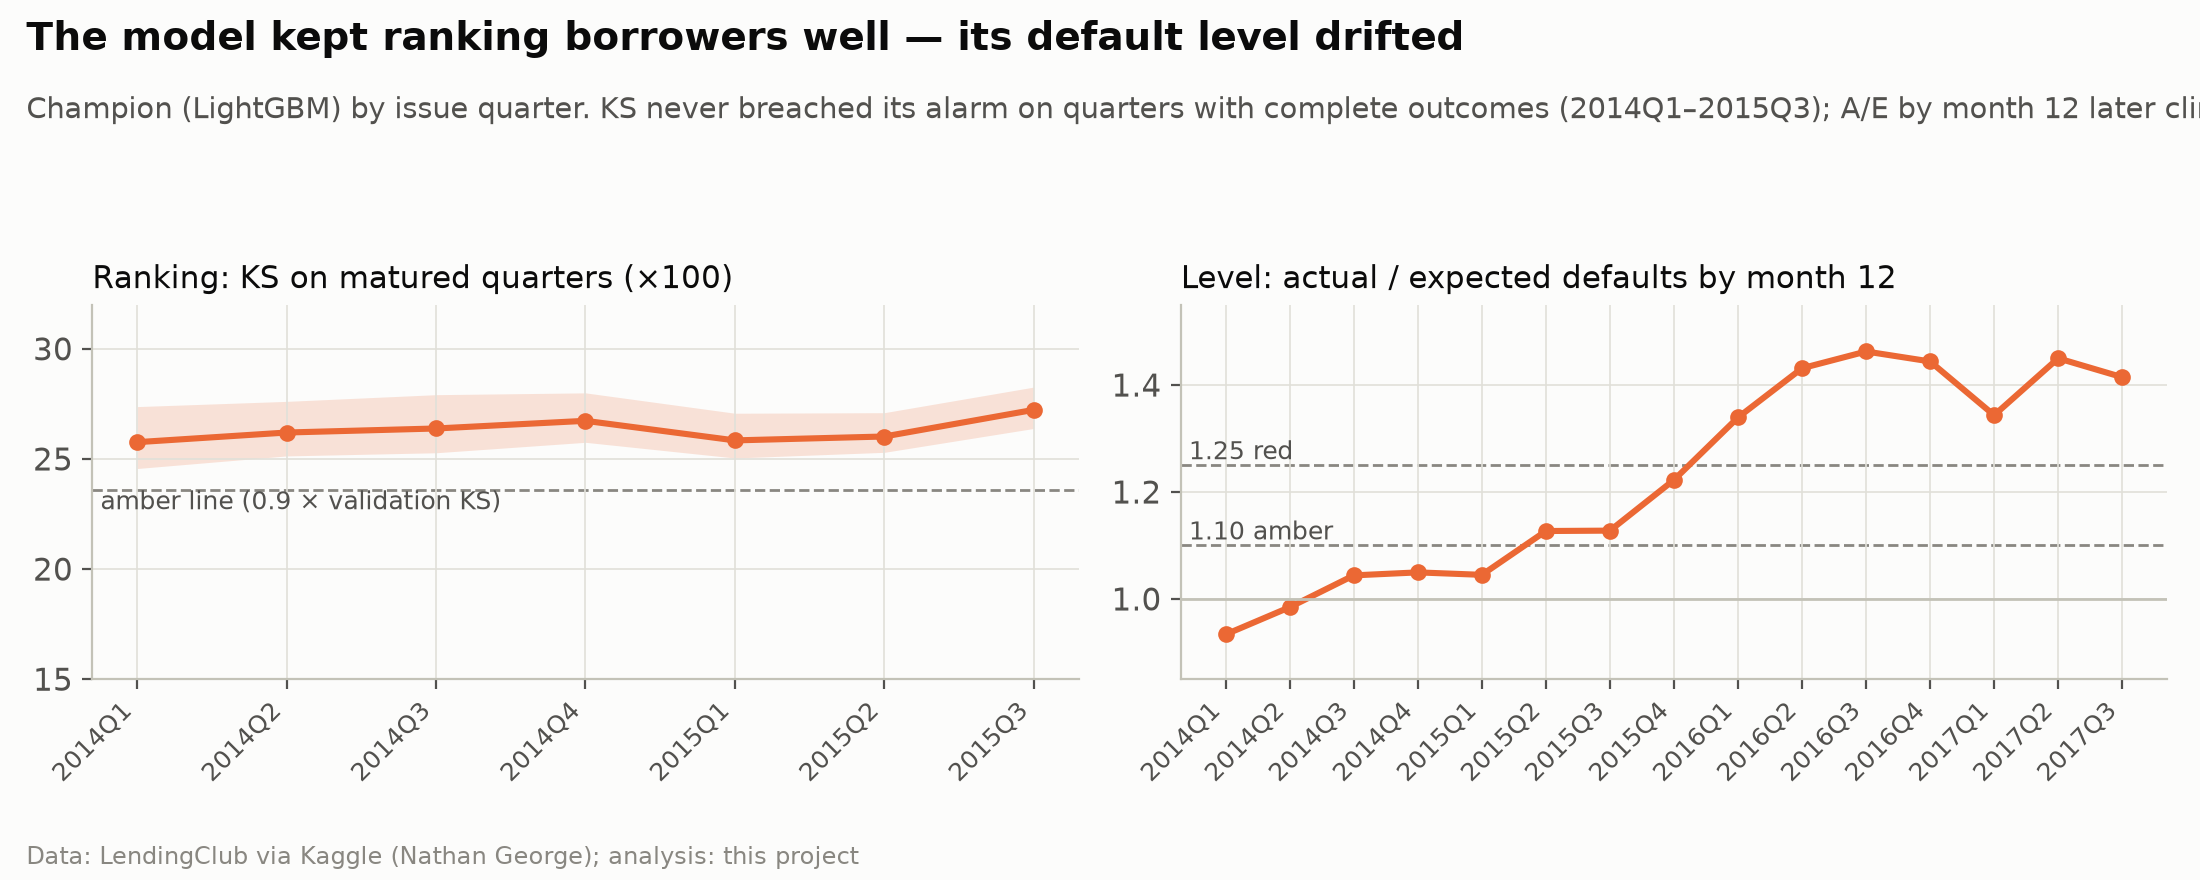 The model kept ranking borrowers well — its default level drifted
Champion (LightGBM) by issue quarter. KS never breached its alarm on quarters with complete outcomes (2014Q1–2015Q3); A/E by month 12 later
Ranking: KS on matured quarters (×100)
30
25
20
15
amber line (0.9 × validation KS)
2014Q1
2014Q2
2014Q3
2014Q4
2015Q1
2015Q2
2015Q3
Level: actual / expected defaults by month 12
1.4
1.2
1.0
1.25 red
1.10 amber
2014Q1
2014Q2
2014Q3
2014Q4
2015Q1
2015Q2
2015Q3
2015Q4
2016Q1
2016Q2
2016Q3
2016Q4
2017Q1
2017Q2
2017Q3
Data: LendingClub via Kaggle (Nathan George); analysis: this project